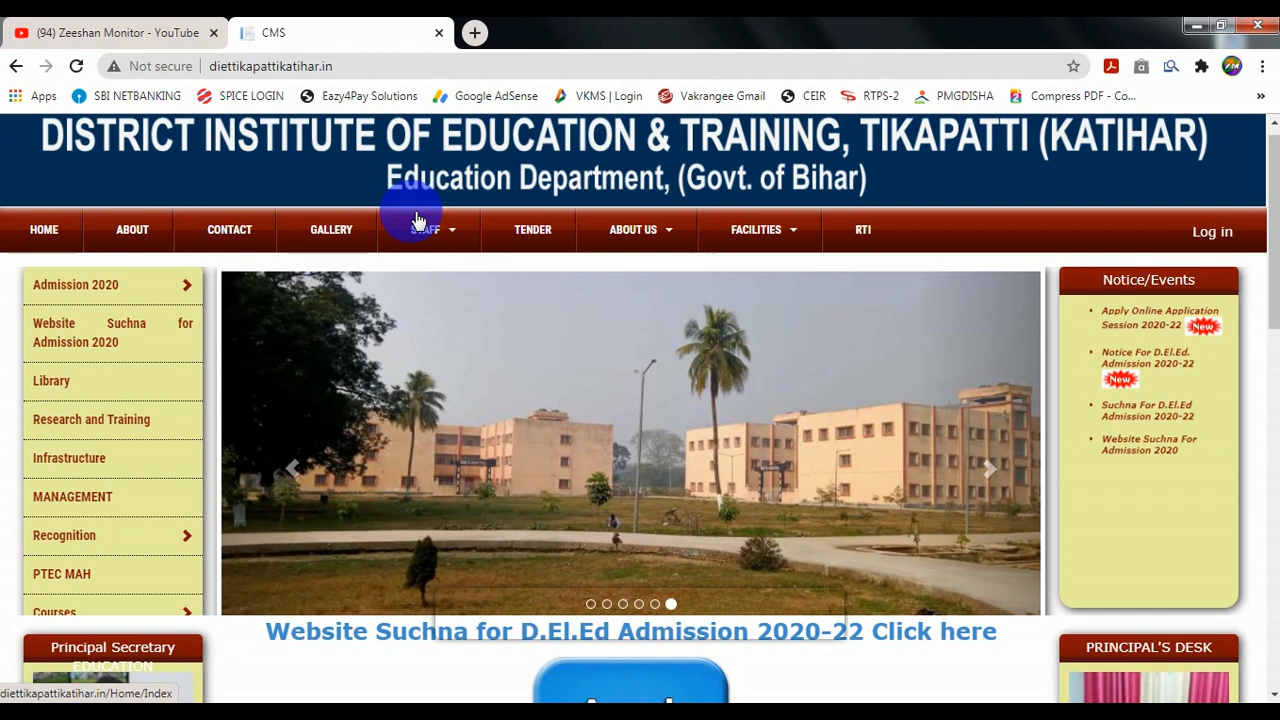 (94) Zeeshan Monitor - YouTube
CMS
Not secure
diettikapattikatihar.in
Apps
SBI NETBANKING
SPICE LOGIN
Eazy4Pay Solutions
Google AdSense
VKMS | Login
Vakrangee Gmail
CEIR
RTPS-2
PMGDISHA
Compress PDF - Co...
»
DISTRICT INSTITUTE OF EDUCATION & TRAINING, TIKAPATTI (KATIHAR)
Education Department, (Govt. of Bihar)
HOME
ABOUT
CONTACT
GALLERY
STAFF
TENDER
ABOUT US
FACILITIES
RTI
Log in
Admission 2020
Website Suchna for
Admission 2020
Library
Research and Training
Infrastructure
MANAGEMENT
Recognition
PTEC MAH
Courses
Notice/Events
Apply Online Application
Session 2020-22 New
Notice For D.El.Ed.
Admission 2020-22
New
Suchna For D.El.Ed
Admission 2020-22
Website Suchna For
Admission 2020
Website Suchna for D.El.Ed Admission 2020-22 Click here
Principal Secretary
EDUCATION
PRINCIPAL'S DESK
diettikapattikatihar.in/Home/Index